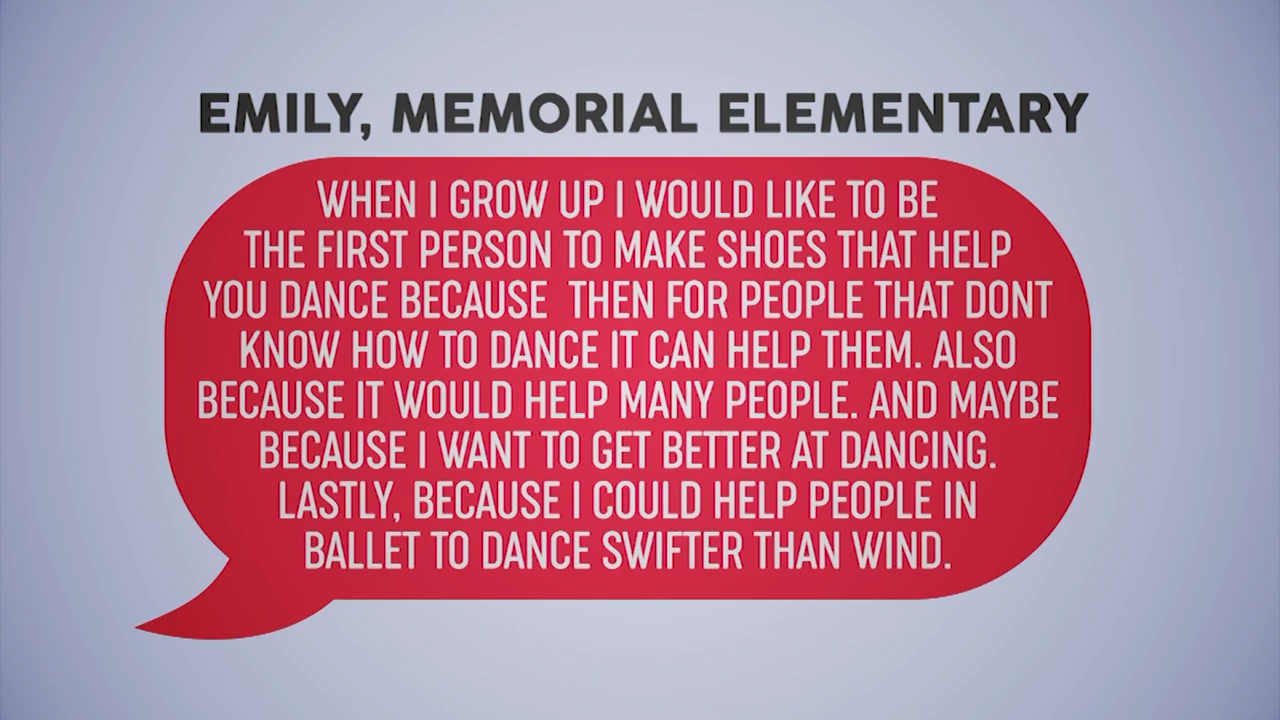 EMILY, MEMORIAL ELEMENTARY
WHEN I GROW UP I WOULD LIKE TO BE
THE FIRST PERSON TO MAKE SHOES THAT HELP
YOU DANCE BECAUSE  THEN FOR PEOPLE THAT DONT
KNOW HOW TO DANCE IT CAN HELP THEM. ALSO
BECAUSE IT WOULD HELP MANY PEOPLE. AND MAYBE
BECAUSE I WANT TO GET BETTER AT DANCING.
LASTLY, BECAUSE I COULD HELP PEOPLE IN
BALLET TO DANCE SWIFTER THAN WIND.